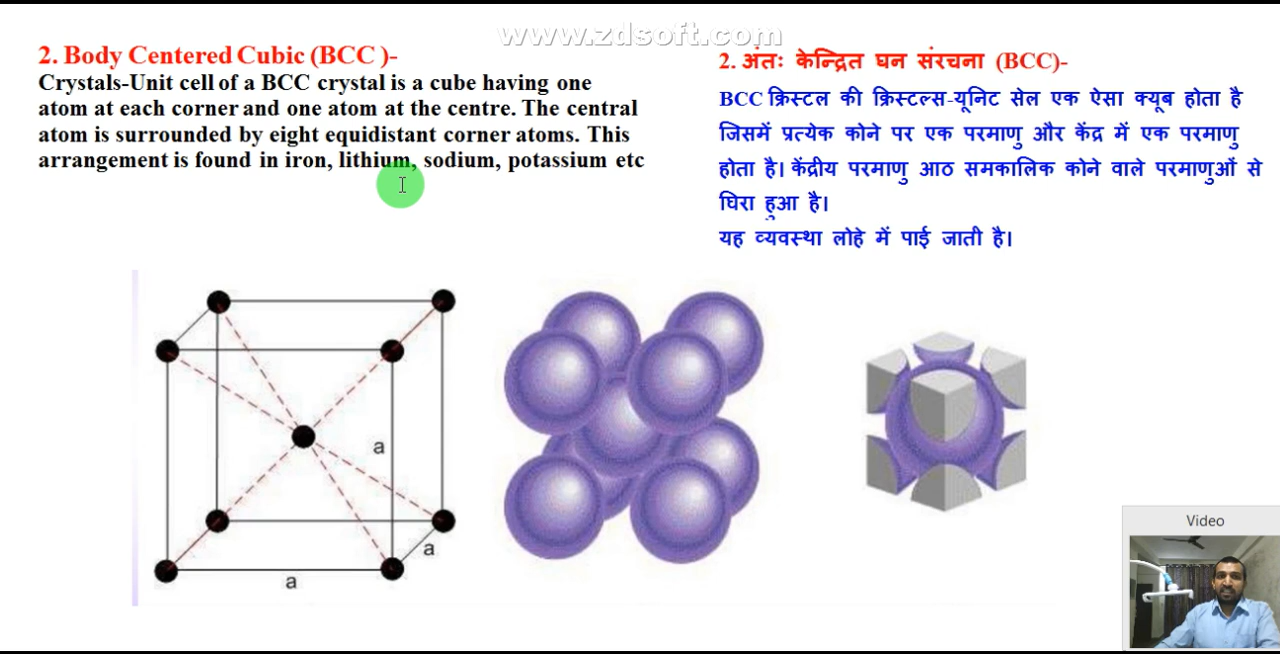 www.zdsoft.com
2. Body Centered Cubic (BCC )-
Crystals-Unit cell of a BCC crystal is a cube having one
atom at each corner and one atom at the centre. The central
atom is surrounded by eight equidistant corner atoms. This
arrangement is found in iron, lithium, sodium, potassium etc
2. अंतः केन्द्रित घन संरचना (BCC)-
BCC क्रिस्टल की क्रिस्टल्स-यूनिट सेल एक ऐसा क्यूब होता है
जिसमें प्रत्येक कोने पर एक परमाणु और केंद्र में एक परमाणु
होता है। केंद्रीय परमाणु आठ समकालिक कोने वाले परमाणुओं से
घिरा हुआ है।
यह व्यवस्था लोहे में पाई जाती है।
a
a
a
Video